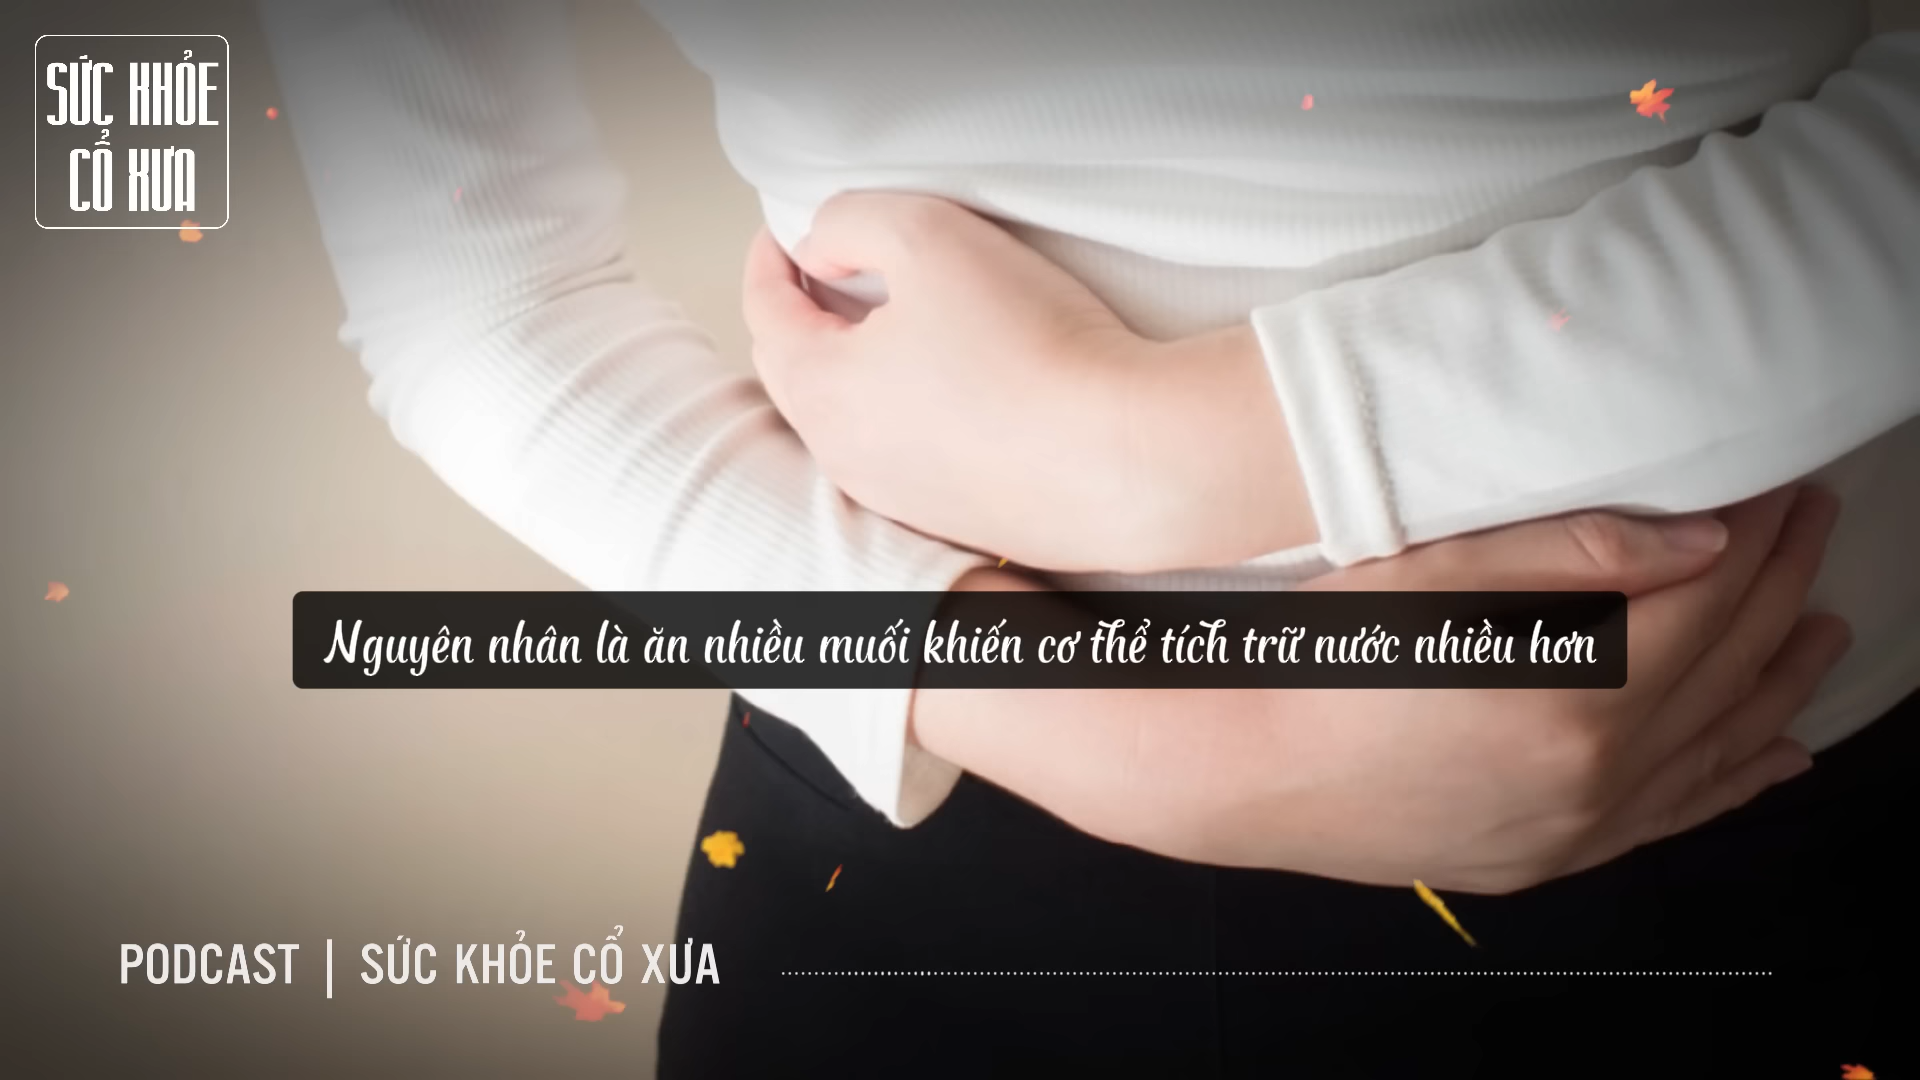 SỨC KHỎE
CỔ XƯA
Nguyên nhân là ăn nhiều muối khiến cơ thể tích trữ nước nhiều hơn
PODCAST | SỨC KHỎE CỔ XƯA